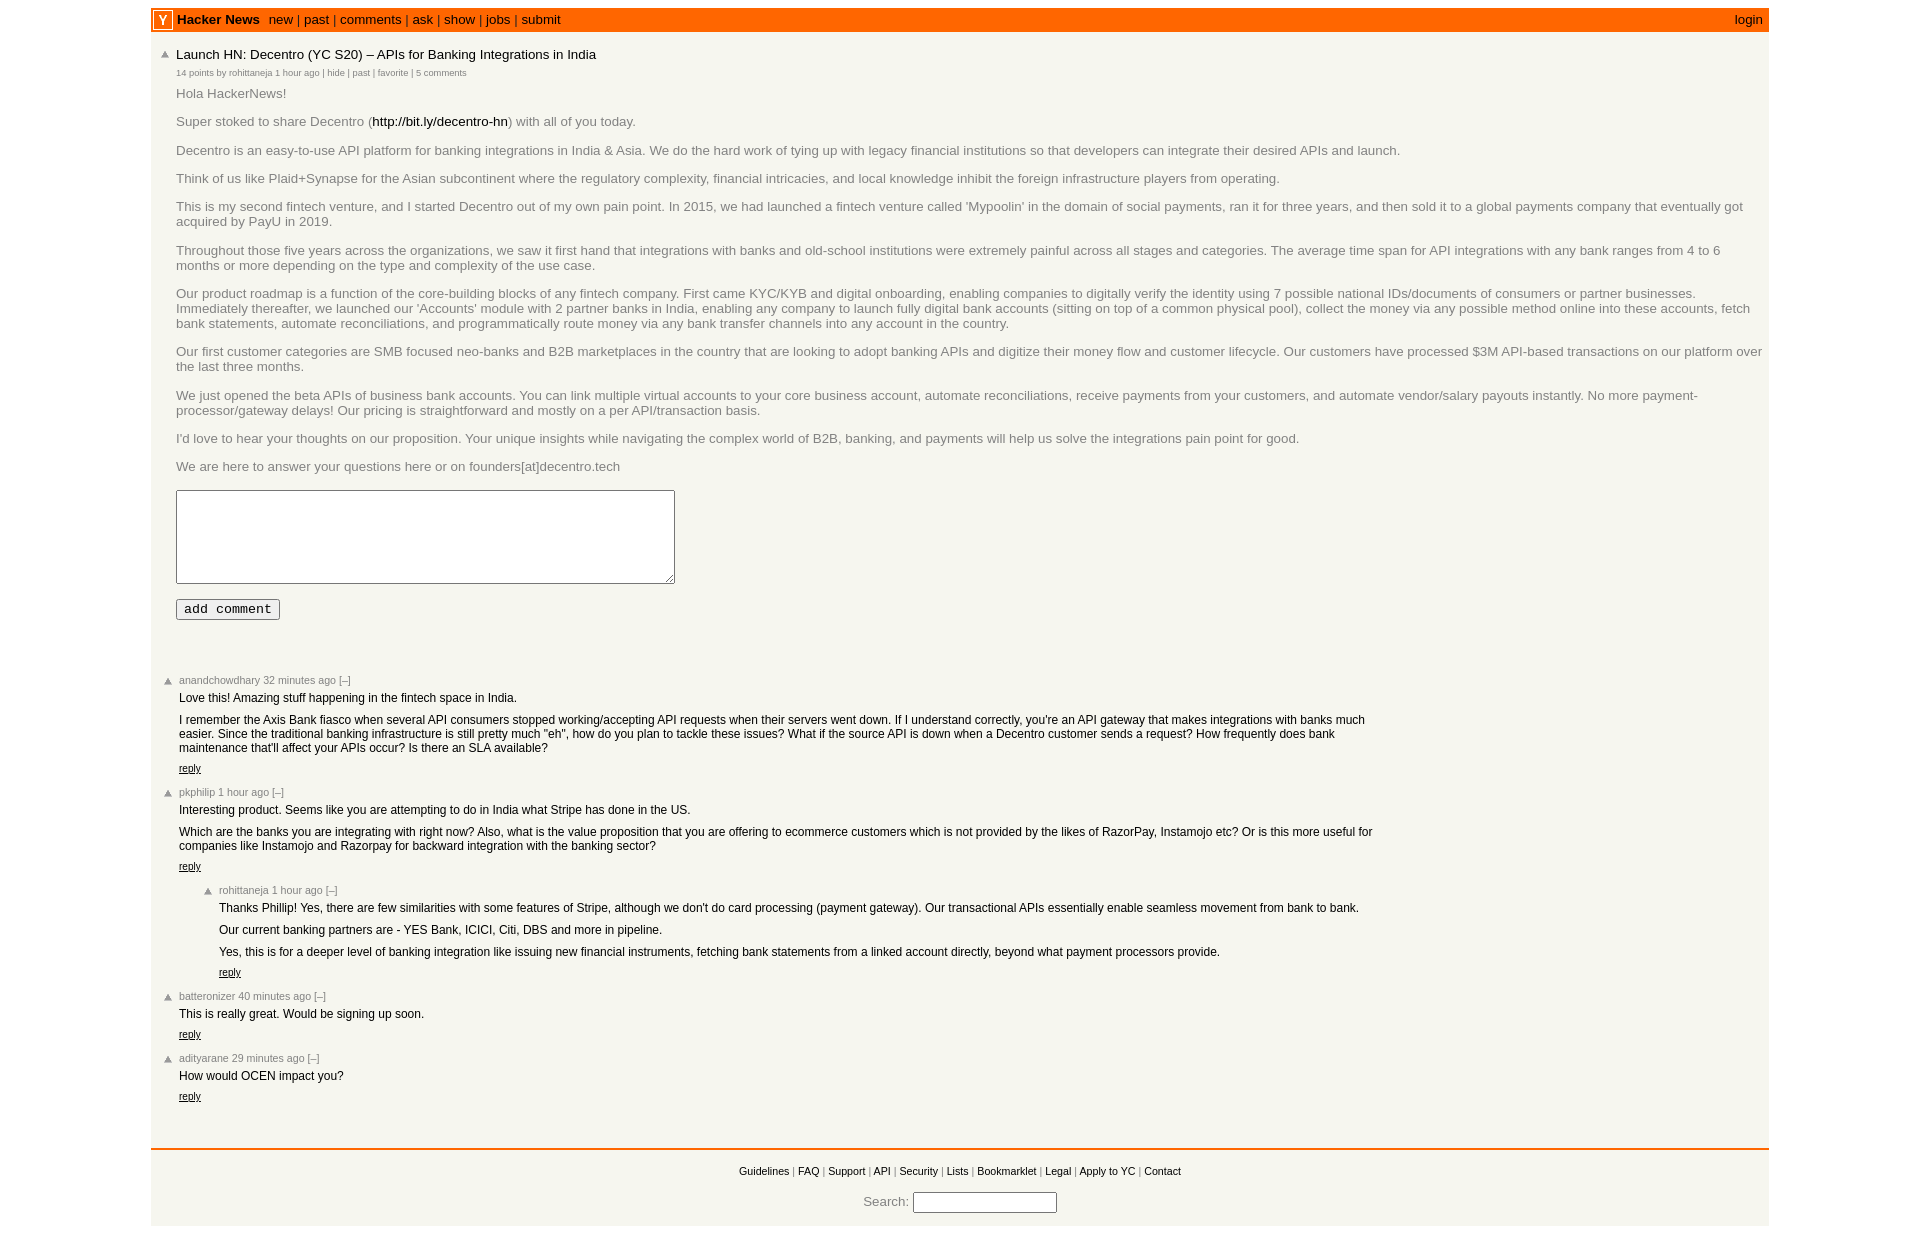 Y Hacker News new | past | comments | ask | show | jobs | submit login
Launch HN: Decentro (YC S20) – APIs for Banking Integrations in India
14 points by rohittaneja 1 hour ago | hide | past | favorite | 5 comments
Hola HackerNews!
Super stoked to share Decentro (http://bit.ly/decentro-hn) with all of you today.
Decentro is an easy-to-use API platform for banking integrations in India & Asia. We do the hard work of tying up with legacy financial institutions so that developers can integrate their desired APIs and launch.
Think of us like Plaid+Synapse for the Asian subcontinent where the regulatory complexity, financial intricacies, and local knowledge inhibit the foreign infrastructure players from operating.
This is my second fintech venture, and I started Decentro out of my own pain point. In 2015, we had launched a fintech venture called 'Mypoolin' in the domain of social payments, ran it for three years, and then sold it to a global payments company that eventually got
acquired by PayU in 2019.
Throughout those five years across the organizations, we saw it first hand that integrations with banks and old-school institutions were extremely painful across all stages and categories. The average time span for API integrations with any bank ranges from 4 to 6
months or more depending on the type and complexity of the use case.
Our product roadmap is a function of the core-building blocks of any fintech company. First came KYC/KYB and digital onboarding, enabling companies to digitally verify the identity using 7 possible national IDs/documents of consumers or partner businesses.
Immediately thereafter, we launched our 'Accounts' module with 2 partner banks in India, enabling any company to launch fully digital bank accounts (sitting on top of a common physical pool), collect the money via any possible method online into these accounts, fetch
bank statements, automate reconciliations, and programmatically route money via any bank transfer channels into any account in the country.
Our first customer categories are SMB focused neo-banks and B2B marketplaces in the country that are looking to adopt banking APIs and digitize their money flow and customer lifecycle. Our customers have processed $3M API-based transactions on our platform over
the last three months.
We just opened the beta APIs of business bank accounts. You can link multiple virtual accounts to your core business account, automate reconciliations, receive payments from your customers, and automate vendor/salary payouts instantly. No more payment-
processor/gateway delays! Our pricing is straightforward and mostly on a per API/transaction basis.
I'd love to hear your thoughts on our proposition. Your unique insights while navigating the complex world of B2B, banking, and payments will help us solve the integrations pain point for good.
We are here to answer your questions here or on founders[at]decentro.tech
add comment
anandchowdhary 32 minutes ago [–]
Love this! Amazing stuff happening in the fintech space in India.
I remember the Axis Bank fiasco when several API consumers stopped working/accepting API requests when their servers went down. If I understand correctly, you're an API gateway that makes integrations with banks much
easier. Since the traditional banking infrastructure is still pretty much "eh", how do you plan to tackle these issues? What if the source API is down when a Decentro customer sends a request? How frequently does bank
maintenance that'll affect your APIs occur? Is there an SLA available?
reply
pkphilip 1 hour ago [–]
Interesting product. Seems like you are attempting to do in India what Stripe has done in the US.
Which are the banks you are integrating with right now? Also, what is the value proposition that you are offering to ecommerce customers which is not provided by the likes of RazorPay, Instamojo etc? Or is this more useful for
companies like Instamojo and Razorpay for backward integration with the banking sector?
reply
rohittaneja 1 hour ago [–]
Thanks Phillip! Yes, there are few similarities with some features of Stripe, although we don't do card processing (payment gateway). Our transactional APIs essentially enable seamless movement from bank to bank.
Our current banking partners are - YES Bank, ICICI, Citi, DBS and more in pipeline.
Yes, this is for a deeper level of banking integration like issuing new financial instruments, fetching bank statements from a linked account directly, beyond what payment processors provide.
reply
batteronizer 40 minutes ago [–]
This is really great. Would be signing up soon.
reply
adityarane 29 minutes ago [–]
How would OCEN impact you?
reply
Guidelines | FAQ | Support | API | Security | Lists | Bookmarklet | Legal | Apply to YC | Contact
Search: